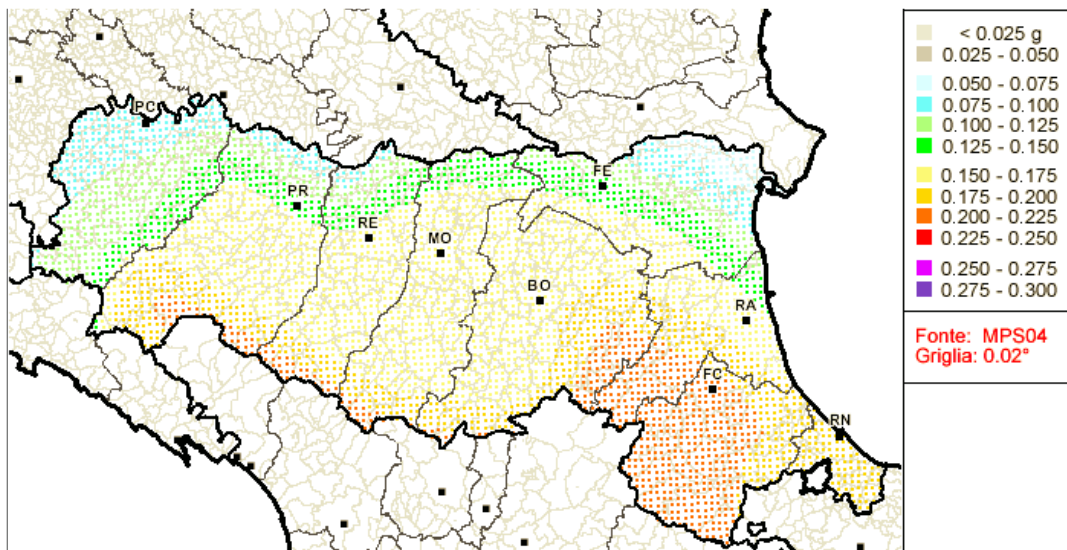 PC
PR
RE
MO
BO
FE
RA
FC
RN
< 0.025 g
0.025 - 0.050
0.050 - 0.075
0.075 - 0.100
0.100 - 0.125
0.125 - 0.150
0.150 - 0.175
0.175 - 0.200
0.200 - 0.225
0.225 - 0.250
0.250 - 0.275
0.275 - 0.300
Fonte: MPS04
Griglia: 0.02°